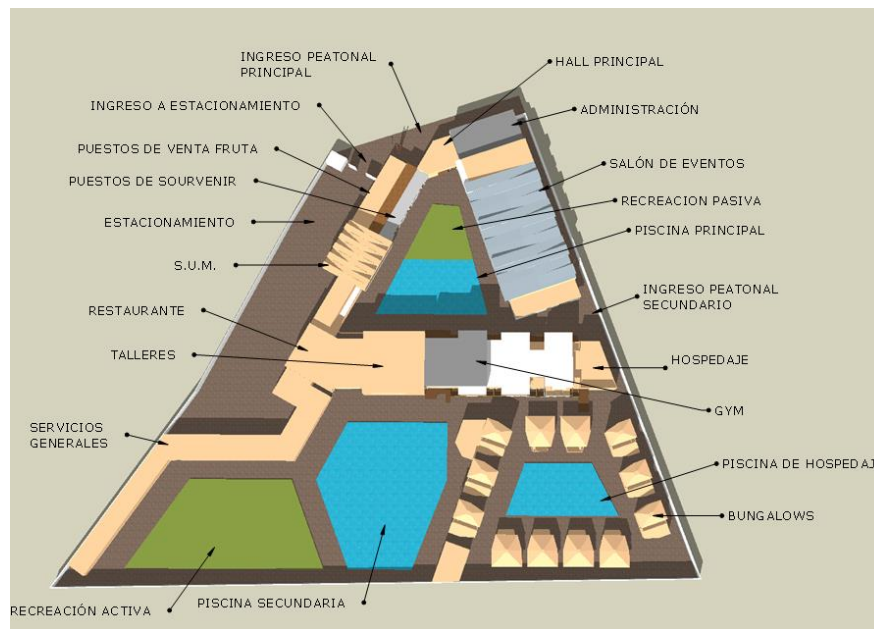 INGRESO PEATONAL
PRINCIPAL
HALL PRINCIPAL
INGRESO A ESTACIONAMIENTO
ADMINISTRACIÓN
PUESTOS DE VENTA FRUTA
SALÓN DE EVENTOS
PUESTOS DE SOURVENIR
RECREACION PASIVA
ESTACIONAMIENTO
PISCINA PRINCIPAL
S.U.M.
INGRESO PEATONAL
SECUNDARIO
RESTAURANTE
TALLERES
HOSPEDAJE
GYM
SERVICIOS
GENERALES
PISCINA DE HOSPEDAJ
BUNGALOWS
RECREACIÓN ACTIVA
PISCINA SECUNDARIA